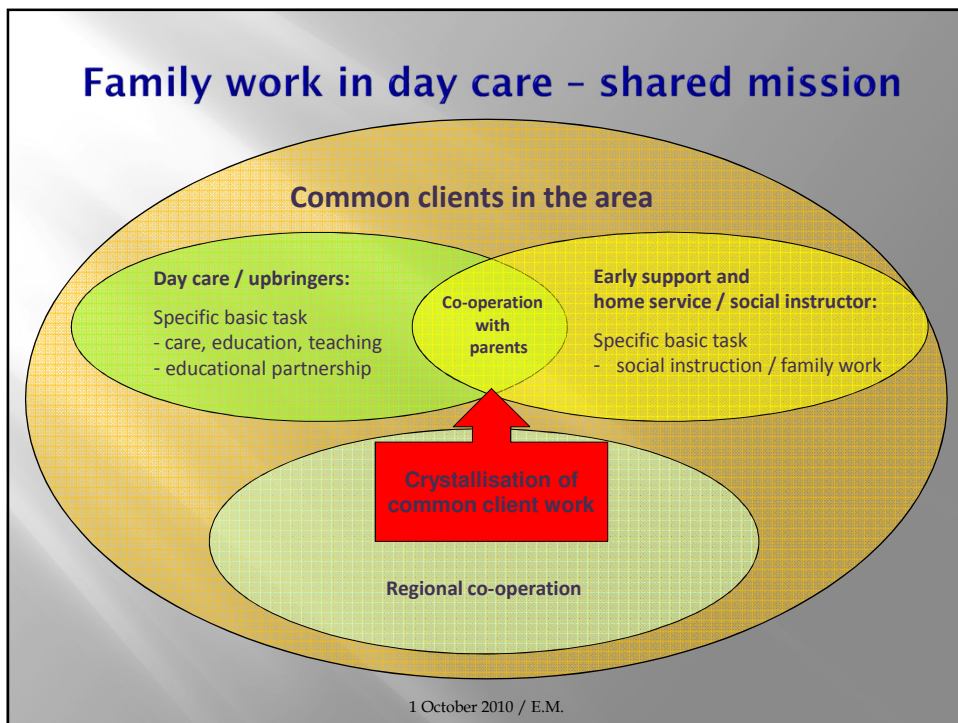 Family work in day care – shared mission
Common clients in the area
Day care / upbringers:
Specific basic task
- care, education, teaching
- educational partnership
Co-operation
with
parents
Early support and
home service / social instructor:
Specific basic task
- social instruction / family work
Crystallisation of
common client work
Regional co-operation
1 October 2010 / E.M.